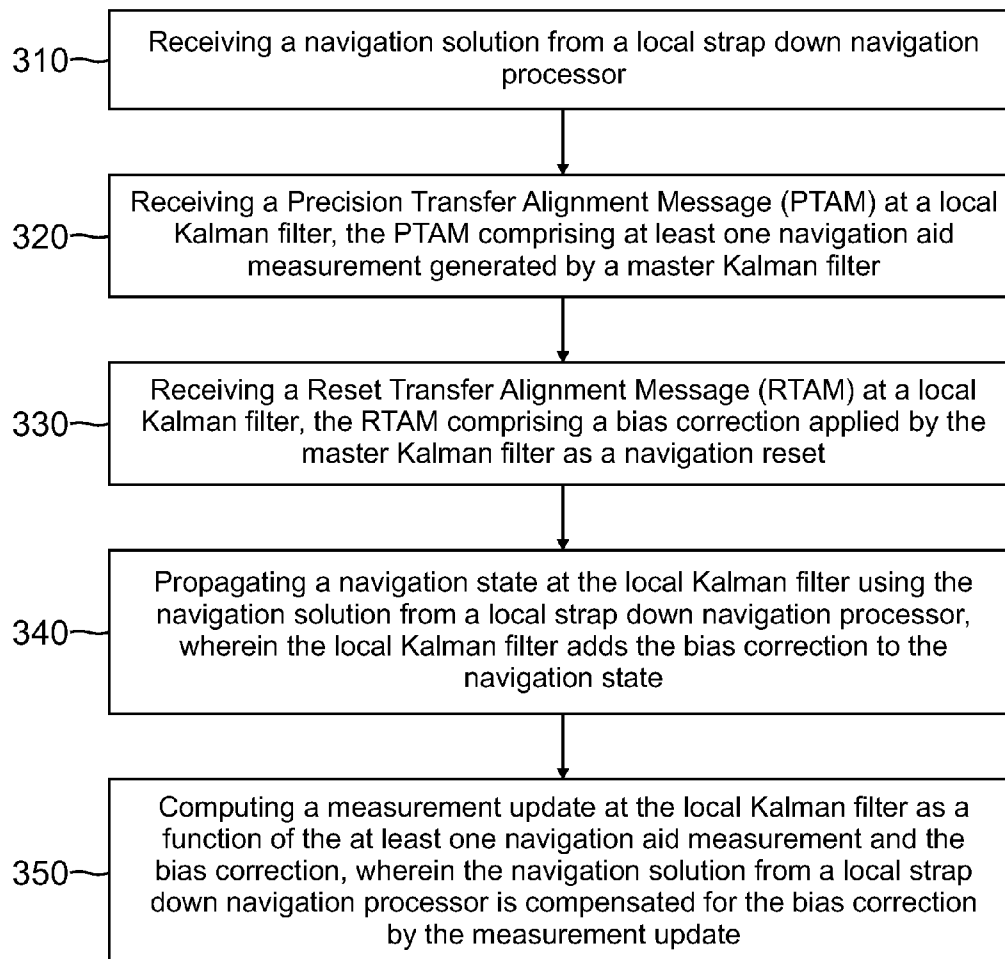 310
Receiving a navigation solution from a local strap down navigation
processor
320
Receiving a Precision Transfer Alignment Message (PTAM) at a local
Kalman filter, the PTAM comprising at least one navigation aid
measurement generated by a master Kalman filter
330
Receiving a Reset Transfer Alignment Message (RTAM) at a local
Kalman filter, the RTAM comprising a bias correction applied by the
master Kalman filter as a navigation reset
340
Propagating a navigation state at the local Kalman filter using the
navigation solution from a local strap down navigation processor,
wherein the local Kalman filter adds the bias correction to the
navigation state
350
Computing a measurement update at the local Kalman filter as a
function of the at least one navigation aid measurement and the
bias correction, wherein the navigation solution from a local strap
down navigation processor is compensated for the bias correction
by the measurement update